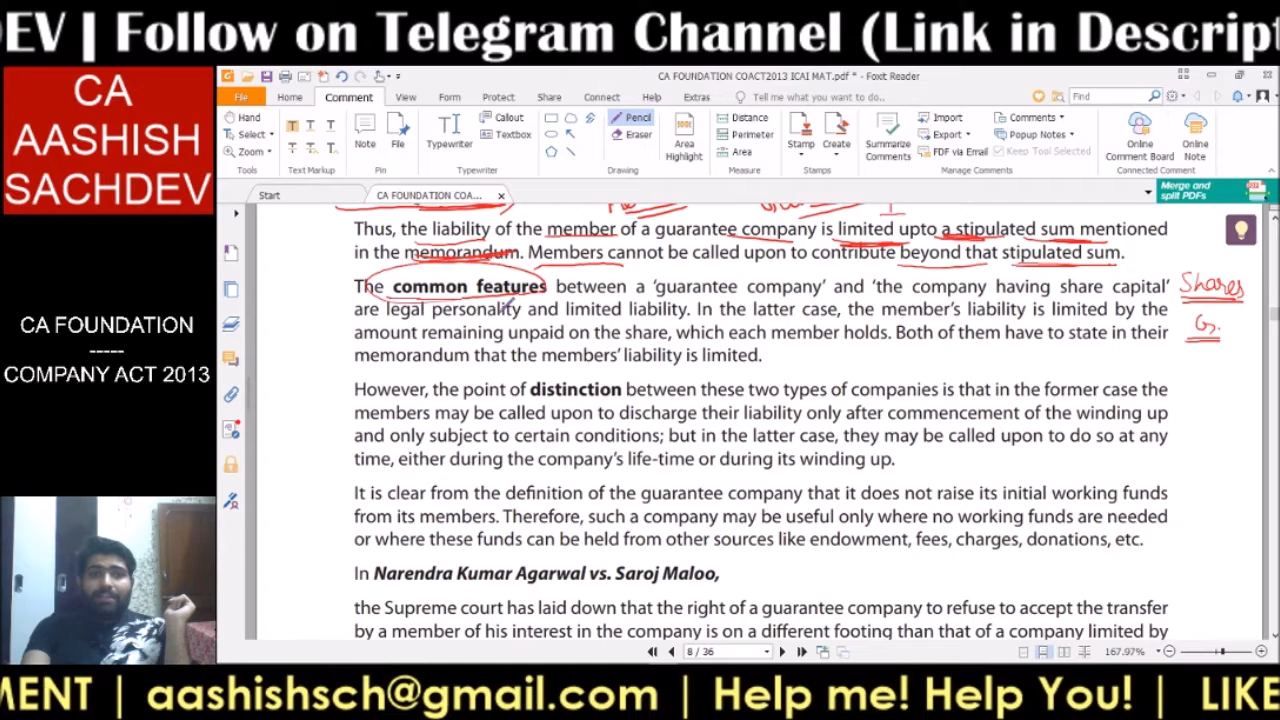 DEV | Follow on Telegram Channel (Link in Descript
CA
AASHISH
SACHDEV
CA FOUNDATION
-----
COMPANY ACT 2013
CA FOUNDATION COACT2013 ICAI MAT.pdf * - Foxit Reader
File Home Comment View Form Protect Share Connect Help Extras Tell me what you want to do.. Find
Hand
Select
Zoom
Tools
Text Markup
Note File
Pin
Typewriter Callout
Textbox
Typewriter
Pencil
Eraser
Area
Highlight
Drawing
Distance
Perimeter
Area
Measure
Stamp Create
Stamps
Summarize
Comments
Import
Export
FDF via Email
Comments
Popup Notes
Keep Tool Selected
Manage Comments
Online
Comment Board
Online
Note
Connected Comment
Start CA FOUNDATION COA...
Merge and
split PDFs
Thus, the liability of the member of a guarantee company is limited upto a stipulated sum mentioned
in the memorandum. Members cannot be called upon to contribute beyond that stipulated sum.
The common features between a ‘guarantee company’ and ‘the company having share capital’
are legal personality and limited liability. In the latter case, the member’s liability is limited by the
amount remaining unpaid on the share, which each member holds. Both of them have to state in their
memorandum that the members’ liability is limited.
Shares
G.
However, the point of distinction between these two types of companies is that in the former case the
members may be called upon to discharge their liability only after commencement of the winding up
and only subject to certain conditions; but in the latter case, they may be called upon to do so at any
time, either during the company’s life-time or during its winding up.
It is clear from the definition of the guarantee company that it does not raise its initial working funds
from its members. Therefore, such a company may be useful only where no working funds are needed
or where these funds can be held from other sources like endowment, fees, charges, donations, etc.
In Narendra Kumar Agarwal vs. Saroj Maloo,
the Supreme court has laid down that the right of a guarantee company to refuse to accept the transfer
by a member of his interest in the company is on a different footing than that of a company limited by
8 / 36
167.97%
MENT | aashishsch@gmail.com | Help me! Help You! | LIKE